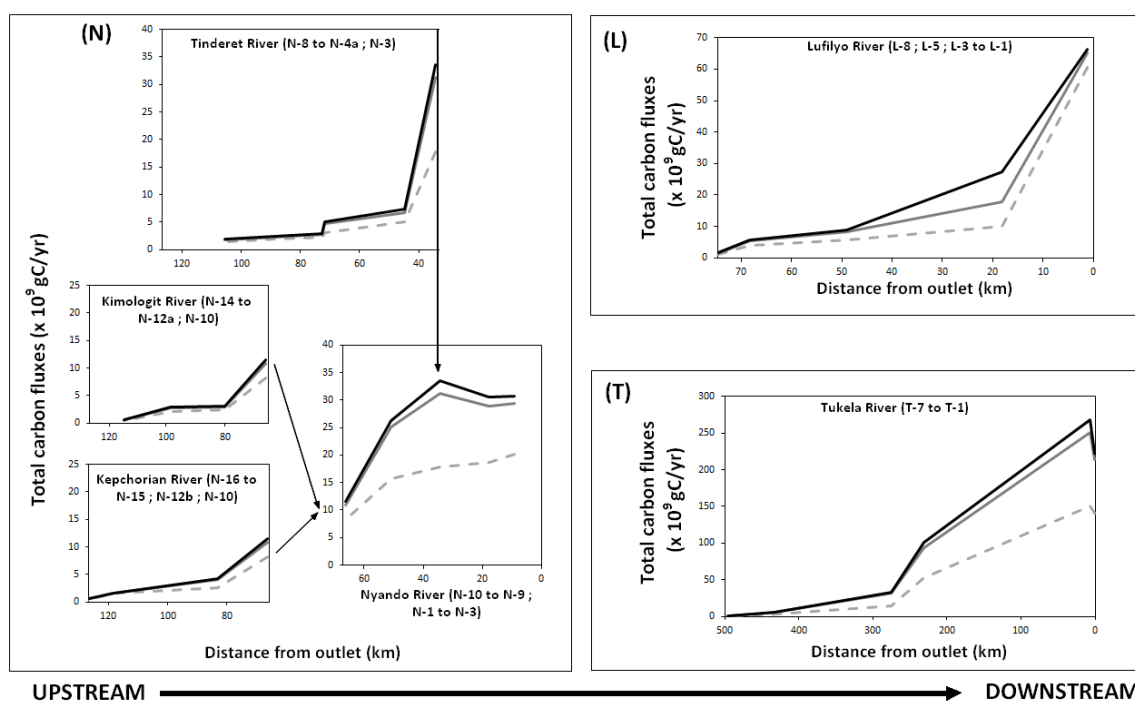 (N)
Total carbon fluxes (x 10⁹ gC/yr)
Tinderet River (N-8 to N-4a ; N-3)
40
35
30
25
20
15
10
5
0
120 100 80 60 40
Kimologit River (N-14 to
N-12a ; N-10)
25
20
15
10
5
0
120 100 80
Kepchorian River (N-16 to
N-15 ; N-12b ; N-10)
25
20
15
10
5
0
120 100 80
40
35
30
25
20
15
10
5
0
60 40 20 0
Nyando River (N-10 to N-9 ;
N-1 to N-3)
Distance from outlet (km)
(L)
Total carbon fluxes
(x 10⁹ gC/yr)
Lufilyo River (L-8 ; L-5 ; L-3 to L-1)
70
60
50
40
30
20
10
0
70 60 50 40 30 20 10 0
Distance from outlet (km)
(T)
Total carbon fluxes
(x 10⁹ gC/yr)
Tukela River (T-7 to T-1)
300
250
200
150
100
50
0
500 400 300 200 100 0
Distance from outlet (km)
UPSTREAM DOWNSTREAM